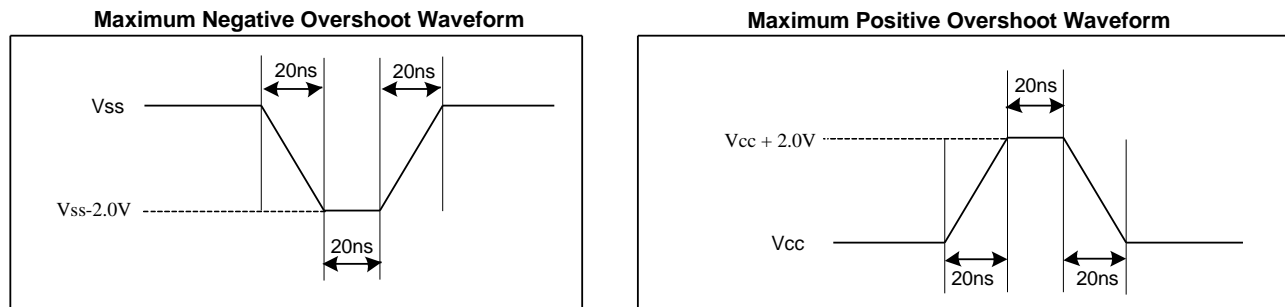 Maximum Negative Overshoot Waveform
20ns
20ns
Vss
Vss-2.0V
20ns
Maximum Positive Overshoot Waveform
20ns
Vcc + 2.0V
Vcc
20ns
20ns